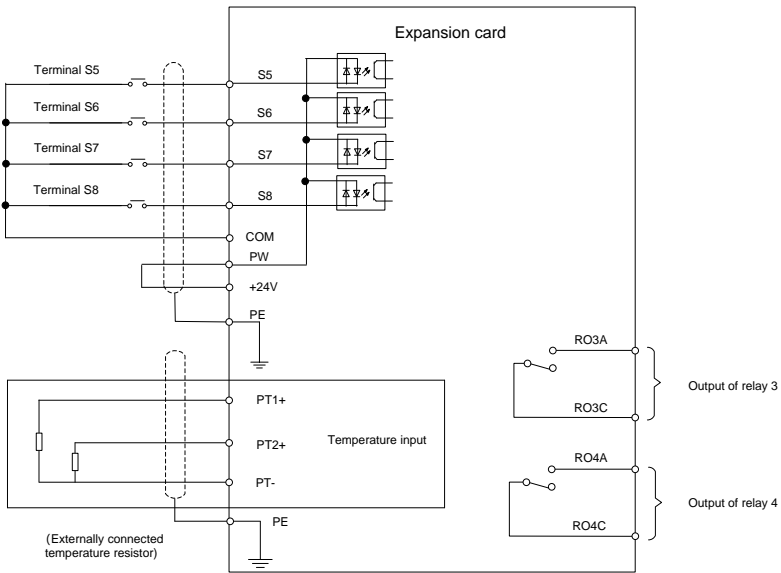 Expansion card
Terminal S5
S5
Terminal S6
S6
Terminal S7
S7
Terminal S8
S8
COM
PW
+24V
PE
RO3A
Output of relay 3
RO3C
PT1+
PT2+
Temperature input
PT-
RO4A
Output of relay 4
RO4C
PE
(Externally connected
temperature resistor)